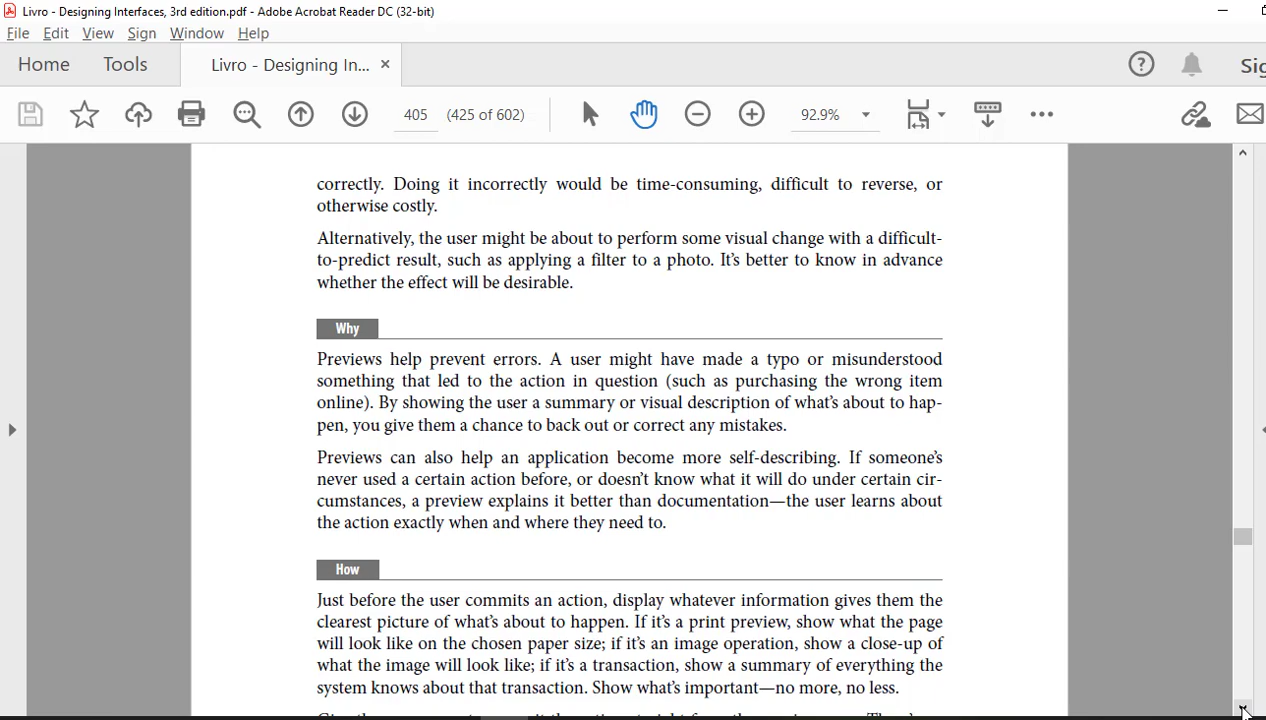 Livro - Designing Interfaces, 3rd edition.pdf - Adobe Acrobat Reader DC (32-bit)
File Edit View Sign Window Help
Home Tools Livro - Designing In... ×
405 (425 of 602) 92.9%
correctly. Doing it incorrectly would be time-consuming, difficult to reverse, or
otherwise costly.
Alternatively, the user might be about to perform some visual change with a difficult-
to-predict result, such as applying a filter to a photo. It's better to know in advance
whether the effect will be desirable.
Why
Previews help prevent errors. A user might have made a typo or misunderstood
something that led to the action in question (such as purchasing the wrong item
online). By showing the user a summary or visual description of what's about to hap-
pen, you give them a chance to back out or correct any mistakes.
Previews can also help an application become more self-describing. If someone's
never used a certain action before, or doesn't know what it will do under certain cir-
cumstances, a preview explains it better than documentation—the user learns about
the action exactly when and where they need to.
How
Just before the user commits an action, display whatever information gives them the
clearest picture of what's about to happen. If it's a print preview, show what the page
will look like on the chosen paper size; if it's an image operation, show a close-up of
what the image will look like; if it's a transaction, show a summary of everything the
system knows about that transaction. Show what's important—no more, no less.